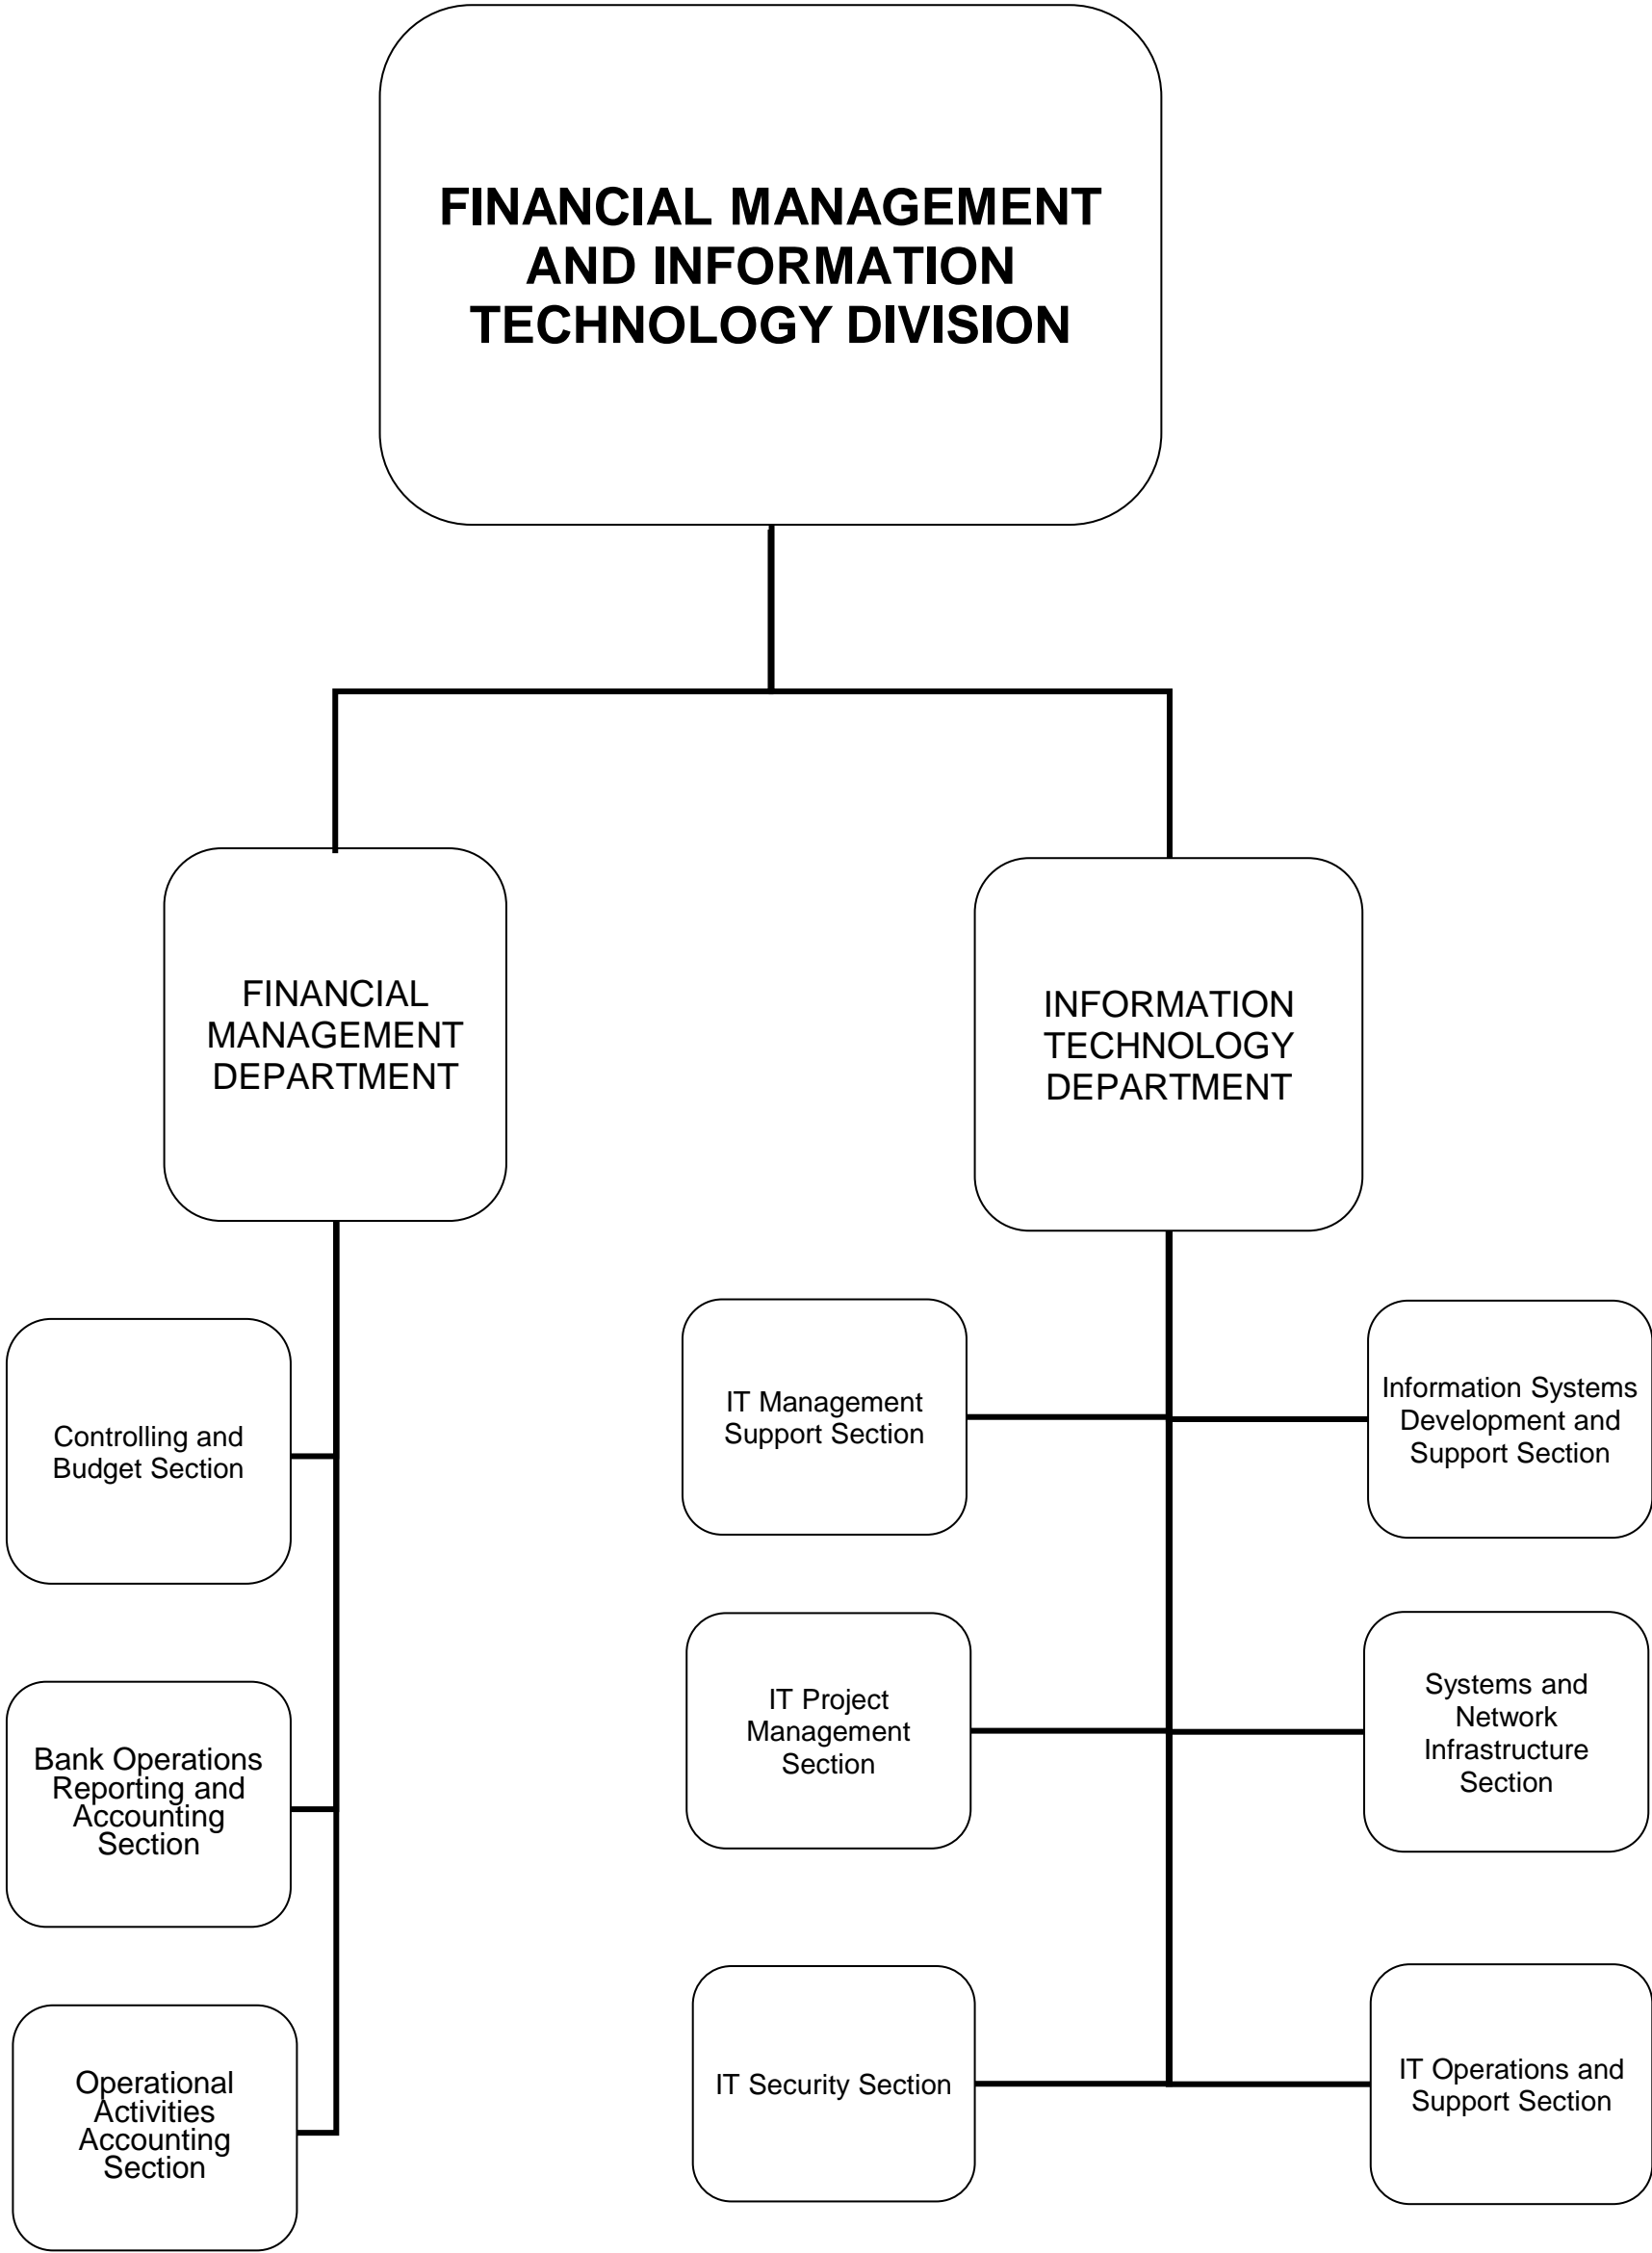 FINANCIAL MANAGEMENT
AND INFORMATION
TECHNOLOGY DIVISION
FINANCIAL
MANAGEMENT
DEPARTMENT
INFORMATION
TECHNOLOGY
DEPARTMENT
Controlling and
Budget Section
Bank Operations
Reporting and
Accounting
Section
Operational
Activities
Accounting
Section
IT Management
Support Section
IT Project
Management
Section
IT Security Section
Information Systems
Development and
Support Section
Systems and
Network
Infrastructure
Section
IT Operations and
Support Section